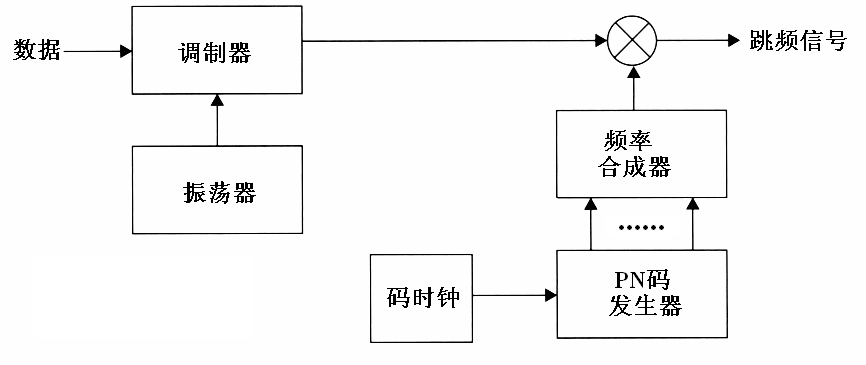 数据
调制器
跳频信号
振荡器
频率
合成器
……
码时钟
PN码
发生器